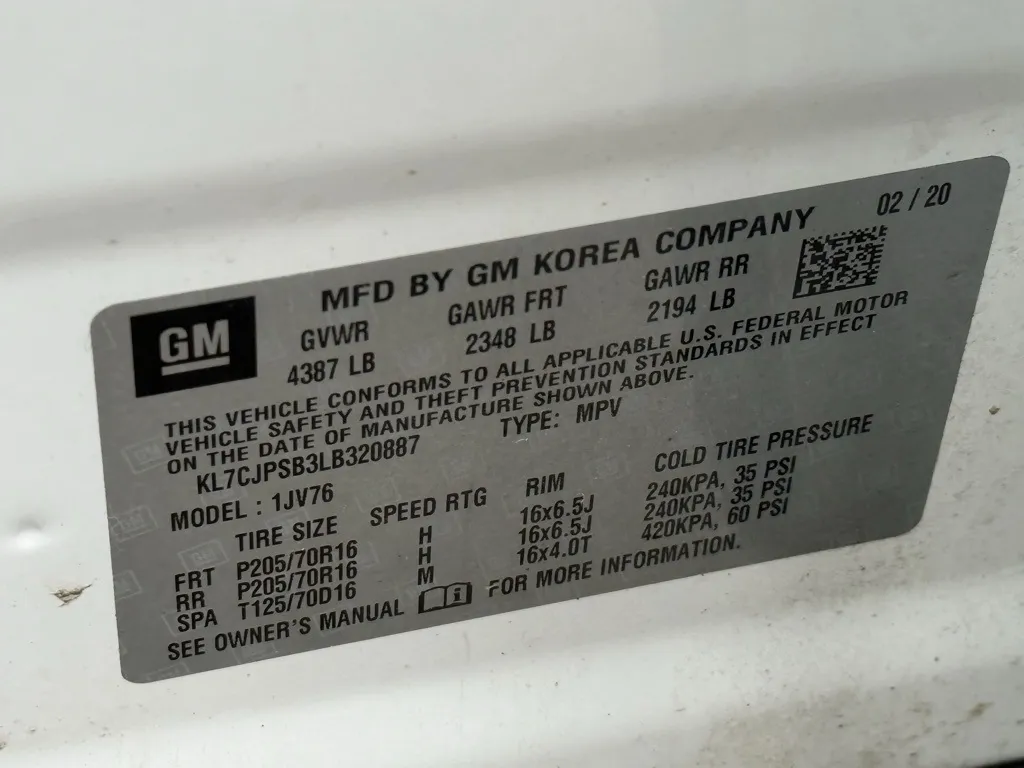 MFD BY GM KOREA COMPANY 02 / 20
GM
GVWR GAWR FRT GAWR RR
4387 LB 2348 LB 2194 LB
THIS VEHICLE CONFORMS TO ALL APPLICABLE U.S. FEDERAL MOTOR
VEHICLE SAFETY AND THEFT PREVENTION STANDARDS IN EFFECT
ON THE DATE OF MANUFACTURE SHOWN ABOVE.
KL7CJPSB3LB320887 TYPE: MPV
MODEL : 1JV76
TIRE SIZE SPEED RTG RIM COLD TIRE PRESSURE
FRT P205/70R16 H 16x6.5J 240KPA, 35 PSI
RR P205/70R16 H 16x6.5J 240KPA, 35 PSI
SPA T125/70D16 M 16x4.0T 420KPA, 60 PSI
SEE OWNER'S MANUAL i FOR MORE INFORMATION.